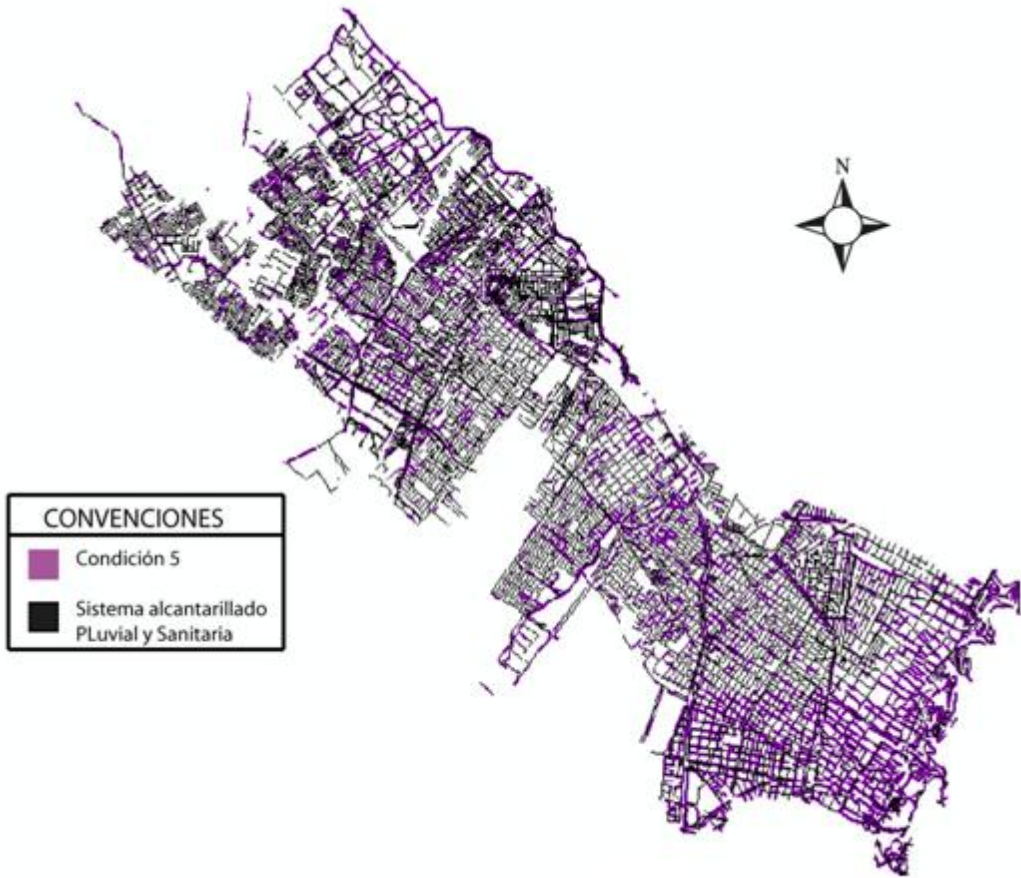 N
CONVENCIONES
Condición 5
Sistema alcantarillado
PLuvial y Sanitaria